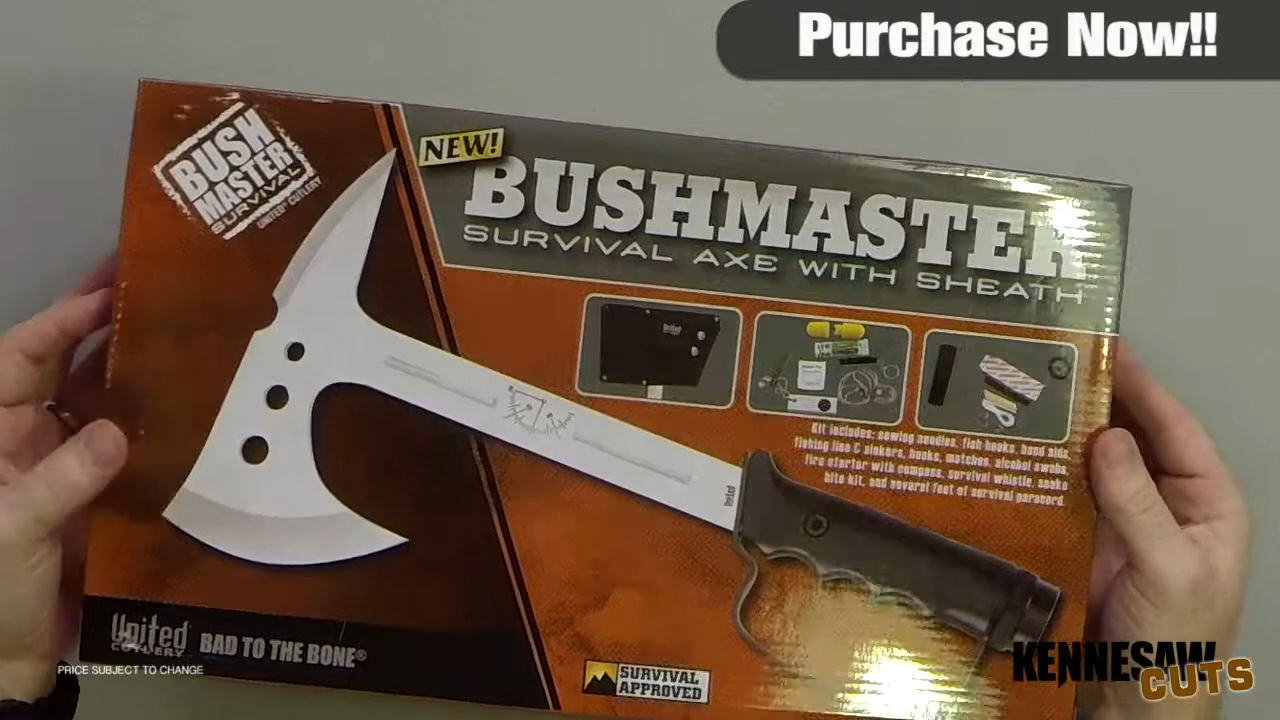 Purchase Now!!
BUSH
MASTER
SURVIVAL
UNITED CUTLERY
NEW!
BUSHMASTER
SURVIVAL AXE WITH SHEATH
United
Kit includes: sewing needles, fish hooks, band aids,
fishing line & sinkers, hooks, matches, alcohol swabs,
fire starter with compass, survival whistle, snake
bite kit, and several feet of survival paracord.
United
United
CUTLERY
BAD TO THE BONE®
SURVIVAL
APPROVED
PRICE SUBJECT TO CHANGE
KENNESAW
CUTS